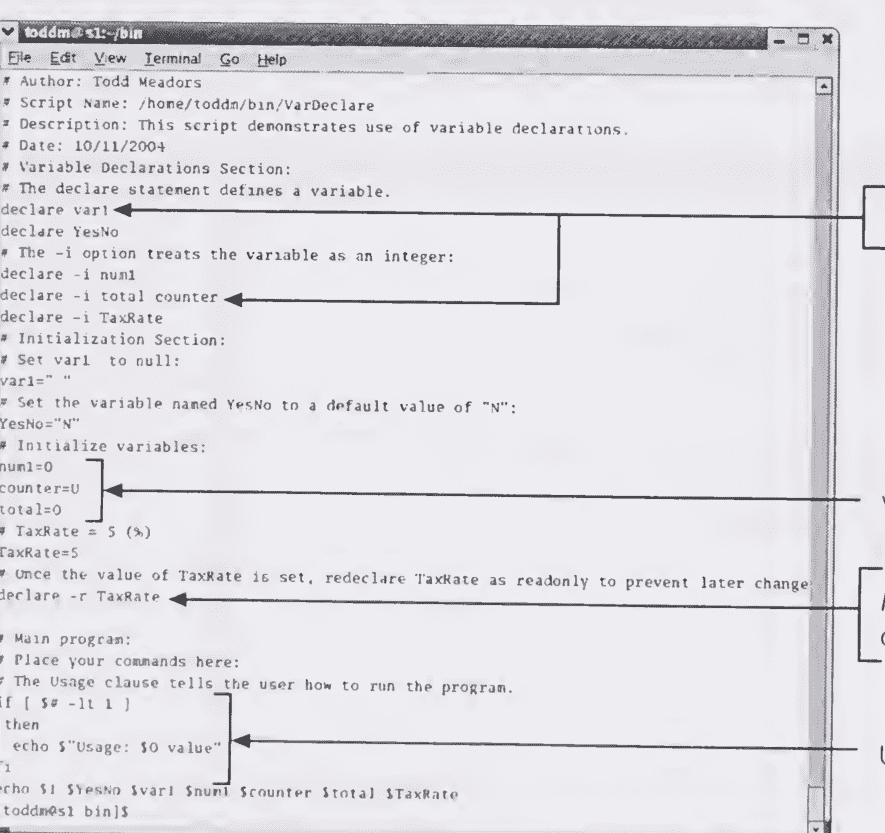 toddm@s1:~/bin
File Edit View Terminal Go Help
# Author: Todd Meadors
# Script Name: /home/toddm/bin/VarDeclare
# Description: This script demonstrates use of variable declarations.
# Date: 10/11/2004
# Variable Declarations Section:
# The declare statement defines a variable.
declare var1
declare YesNo
# The -i option treats the variable as an integer:
declare -i num1
declare -i total counter
declare -i TaxRate
# Initialization Section:
# Set var1 to null:
var1=" "
# Set the variable named YesNo to a default value of "N":
YesNo="N"
# Initialize variables:
num1=0
counter=0
total=0
# TaxRate = 5 (%)
TaxRate=5
# Once the value of TaxRate is set, redeclare TaxRate as readonly to prevent later change
declare -r TaxRate
# Main program:
# Place your commands here:
# The Usage clause tells the user how to run the program.
if [ $# -lt 1 ]
then
echo $"Usage: $0 value"
fi
echo $1 $YesNo $var1 $num1 $counter $total $TaxRate
toddm@s1 bin]$